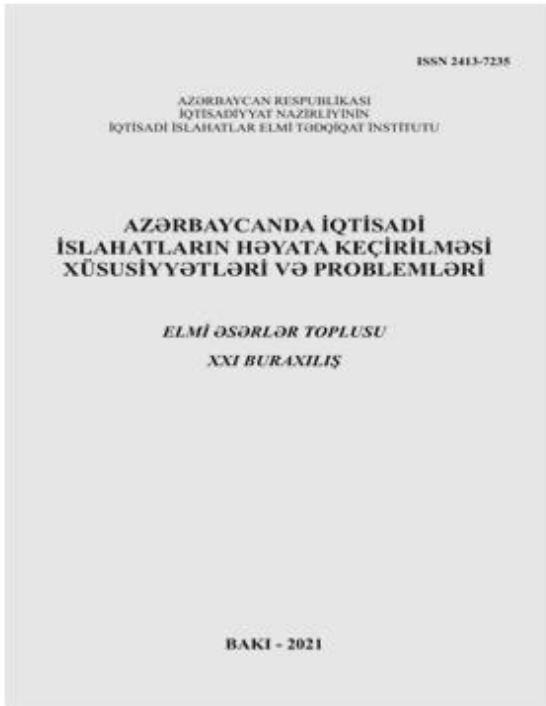 ISSN 2413-7235
AZƏRBAYCAN RESPUBLİKASI
İQTİSADİYYAT NAZİRLİYİNİN
İQTİSADİ İSLAHATLAR ELMİ TƏDQİQAT İNSTİTUTU
AZƏRBAYCANDA İQTİSADİ
İSLAHATLARIN HƏYATA KEÇİRİLMƏSİ
XÜSUSİYYƏTLƏRİ VƏ PROBLEMLƏRİ
ELMİ ƏSƏRLƏR TOPLUSU
XXI BURAXILIŞ
BAKI - 2021